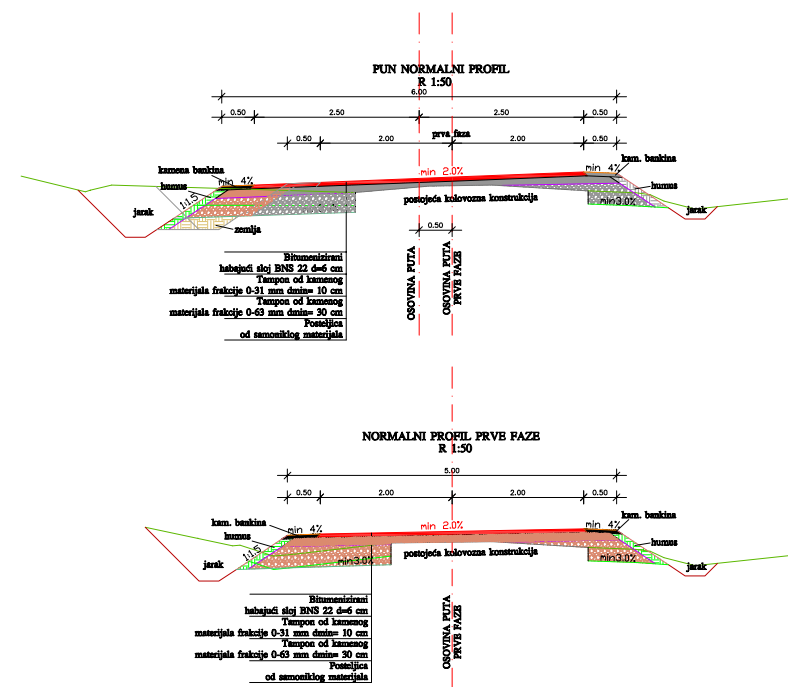 PUN NORMALNI PROFIL
R 1:50
6.00
0.50 2.50 2.50 0.50
prva faza
0.50 2.00 2.00 0.50
kamena bankina
min 4%
min 2.0%
min 4%
kam. bankina
humus
humus
1:1.5
jarak
postojeća kolovozna konstrukcija
min3.0%
jarak
zemlja
0.50
OSOVINA PUTA
OSOVINA PUTA
PRVE FAZE
Bitumenizirani
habajući sloj BNS 22 d=6 cm
Tampon od kamenog
materijala frakcije 0-31 mm dmin= 10 cm
Tampon od kamenog
materijala frakcije 0-63 mm dmin= 30 cm
Posteljica
od samoniklog materijala
NORMALNI PROFIL PRVE FAZE
R 1:50
5.00
0.50 2.00 2.00 0.50
kam. bankina
min 4%
min 2.0%
min 4%
kam. bankina
humus
humus
1:1.5
jarak
min3.0%
postojeća kolovozna konstrukcija
min3.0%
jarak
OSOVINA PUTA
PRVE FAZE
Bitumenizirani
habajući sloj BNS 22 d=6 cm
Tampon od kamenog
materijala frakcije 0-31 mm dmin= 10 cm
Tampon od kamenog
materijala frakcije 0-63 mm dmin= 30 cm
Posteljica
od samoniklog materijala